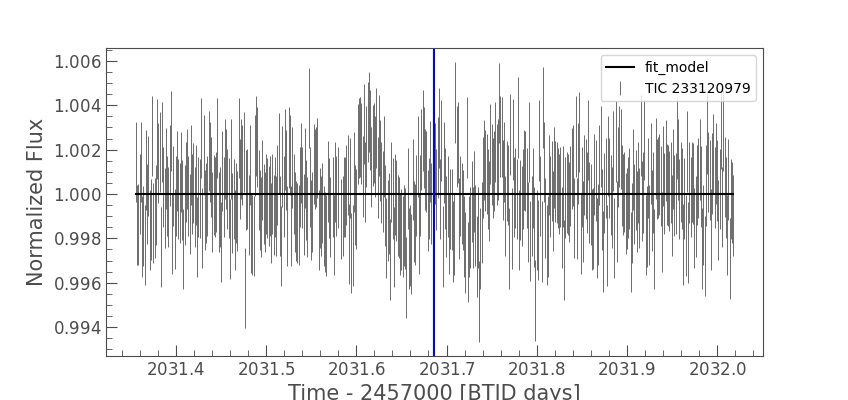 1.006
1.004
1.002
1.000
0.998
0.996
0.994
Normalized Flux
fit_model
TIC 233120979
2031.4 2031.5 2031.6 2031.7 2031.8 2031.9 2032.0
Time - 2457000 [BTJD days]